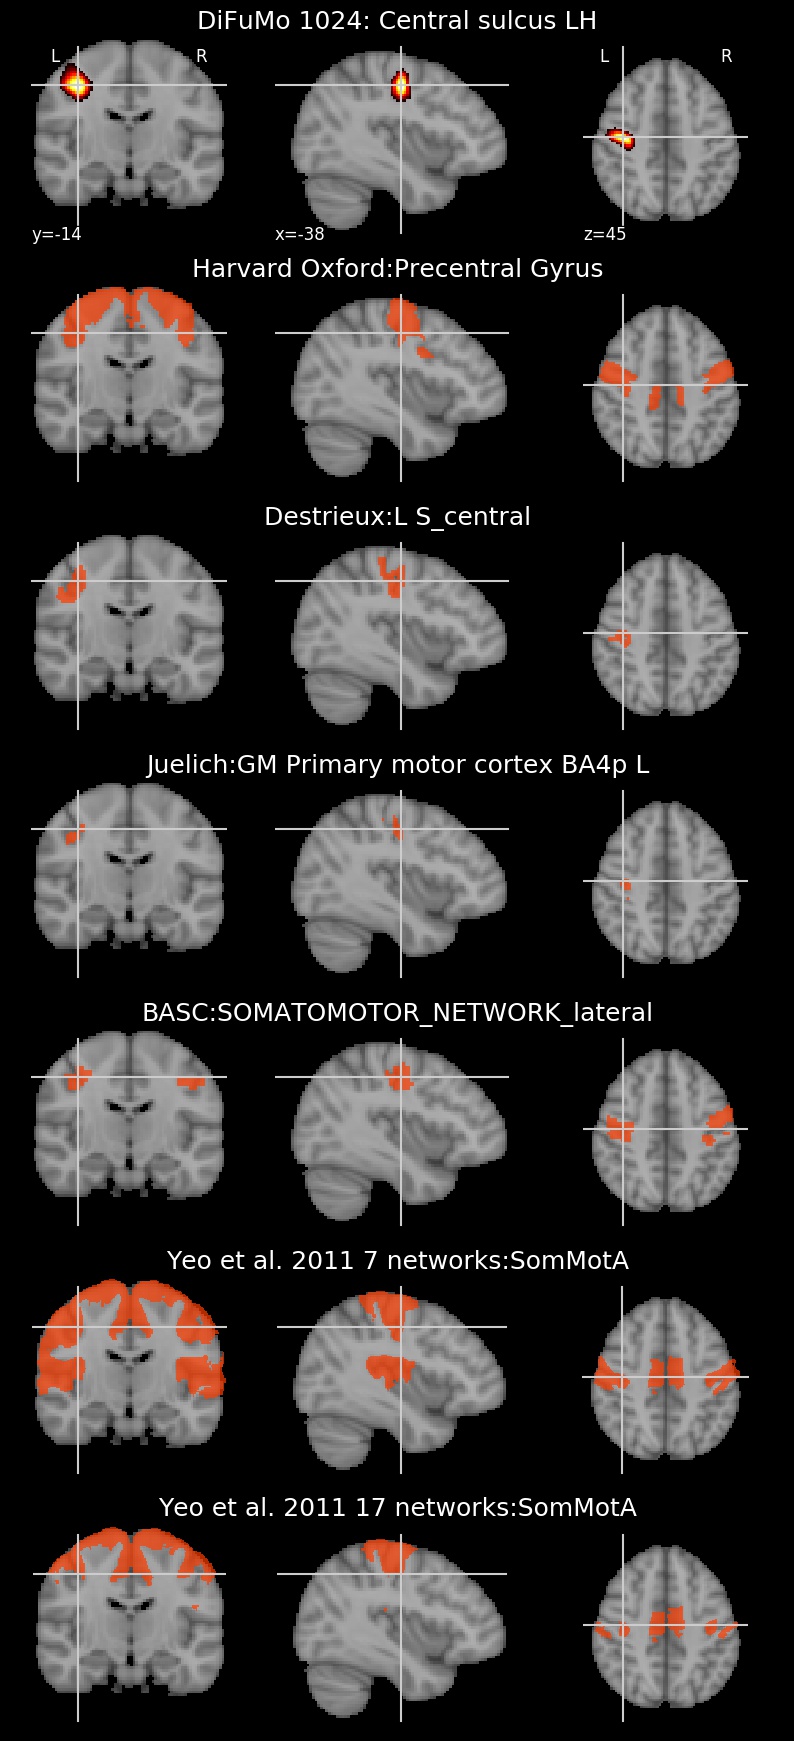 DiFuMo 1024: Central sulcus LH
L R L R
y=-14 x=-38 z=45
Harvard Oxford:Precentral Gyrus
Destrieux:L S_central
Juelich:GM Primary motor cortex BA4p L
BASC:SOMATOMOTOR_NETWORK_lateral
Yeo et al. 2011 7 networks:SomMotA
Yeo et al. 2011 17 networks:SomMotA